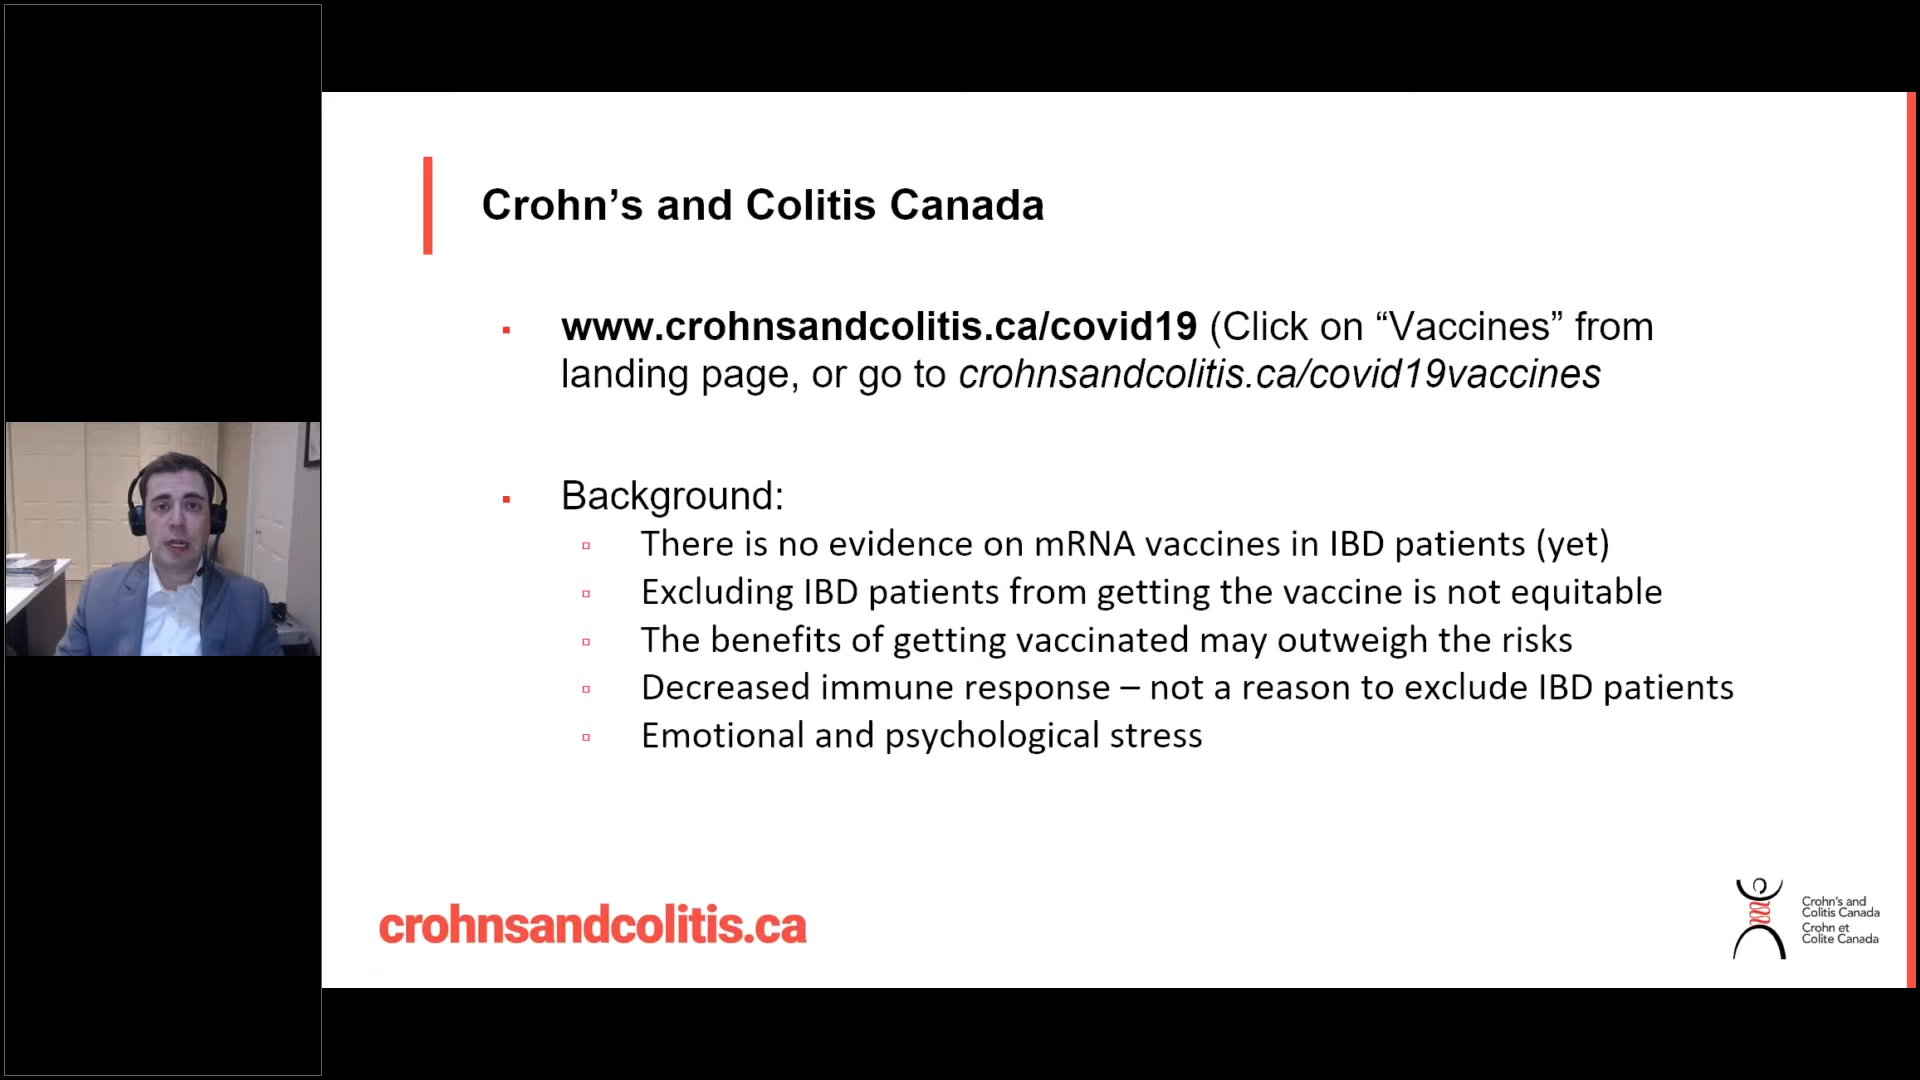 Crohn’s and Colitis Canada
▪ www.crohnsandcolitis.ca/covid19 (Click on “Vaccines” from
landing page, or go to crohnsandcolitis.ca/covid19vaccines
▪ Background:
▫ There is no evidence on mRNA vaccines in IBD patients (yet)
▫ Excluding IBD patients from getting the vaccine is not equitable
▫ The benefits of getting vaccinated may outweigh the risks
▫ Decreased immune response – not a reason to exclude IBD patients
▫ Emotional and psychological stress
crohnsandcolitis.ca
Crohn's and
Colitis Canada
Crohn et
Colite Canada